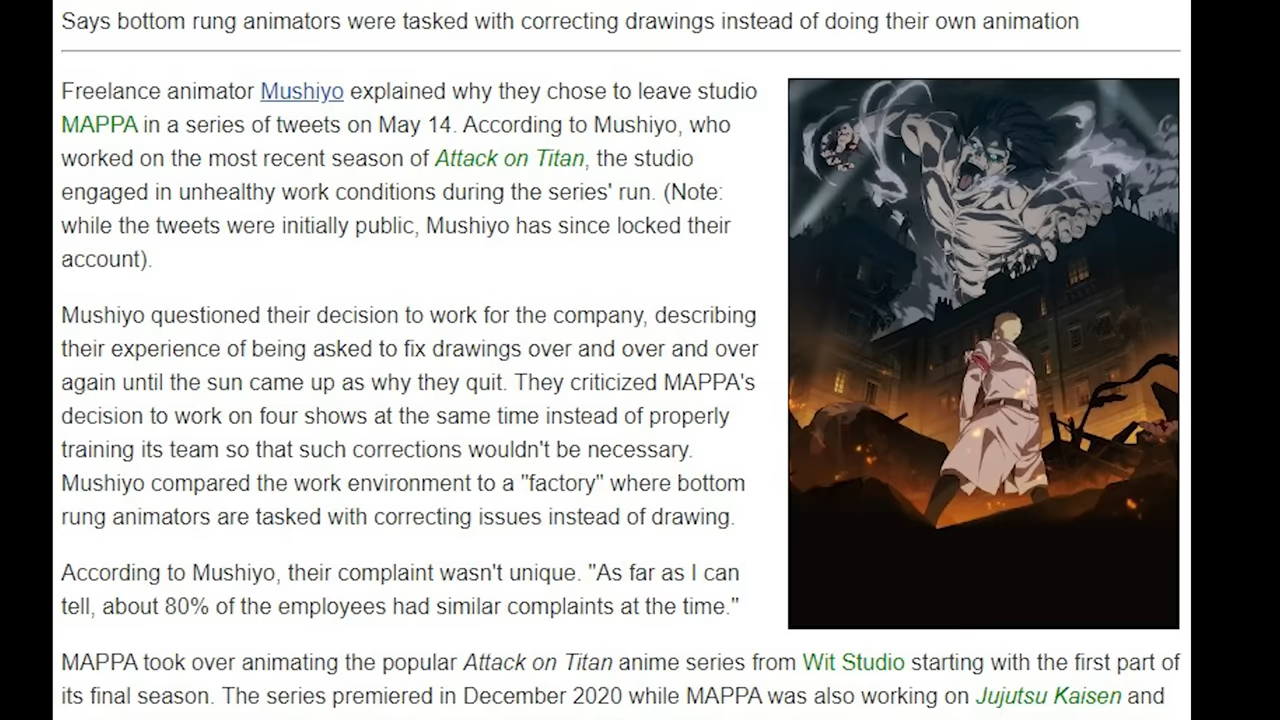 Says bottom rung animators were tasked with correcting drawings instead of doing their own animation
Freelance animator Mushiyo explained why they chose to leave studio
MAPPA in a series of tweets on May 14. According to Mushiyo, who
worked on the most recent season of Attack on Titan, the studio
engaged in unhealthy work conditions during the series' run. (Note:
while the tweets were initially public, Mushiyo has since locked their
account).
Mushiyo questioned their decision to work for the company, describing
their experience of being asked to fix drawings over and over and over
again until the sun came up as why they quit. They criticized MAPPA's
decision to work on four shows at the same time instead of properly
training its team so that such corrections wouldn't be necessary.
Mushiyo compared the work environment to a "factory" where bottom
rung animators are tasked with correcting issues instead of drawing.
According to Mushiyo, their complaint wasn't unique. "As far as I can
tell, about 80% of the employees had similar complaints at the time."
MAPPA took over animating the popular Attack on Titan anime series from Wit Studio starting with the first part of
its final season. The series premiered in December 2020 while MAPPA was also working on Jujutsu Kaisen and